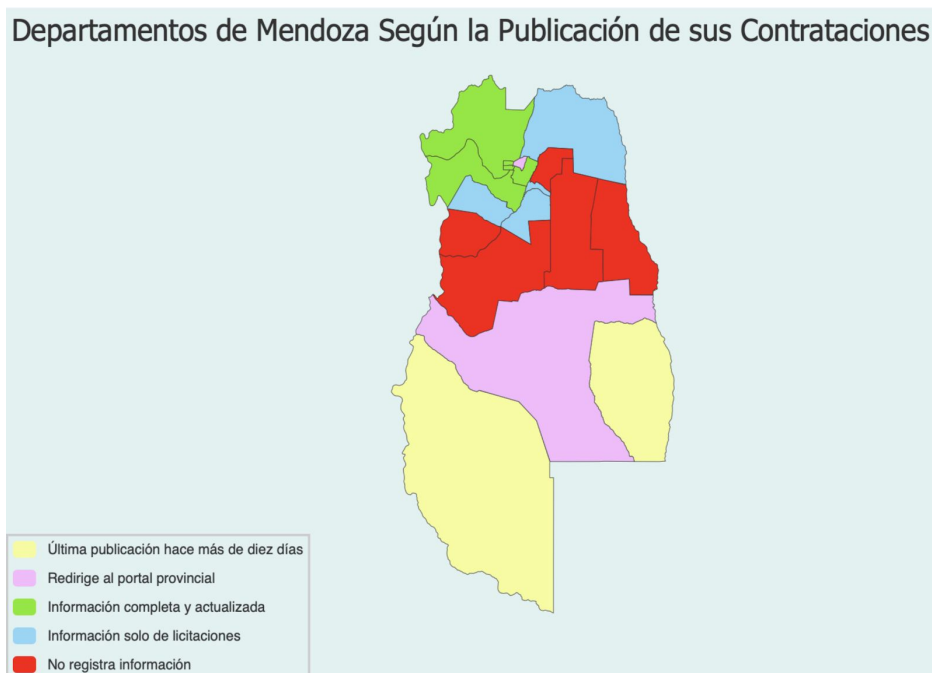 Departamentos de Mendoza Según la Publicación de sus Contrataciones
Última publicación hace más de diez días
Redirige al portal provincial
Información completa y actualizada
Información solo de licitaciones
No registra información